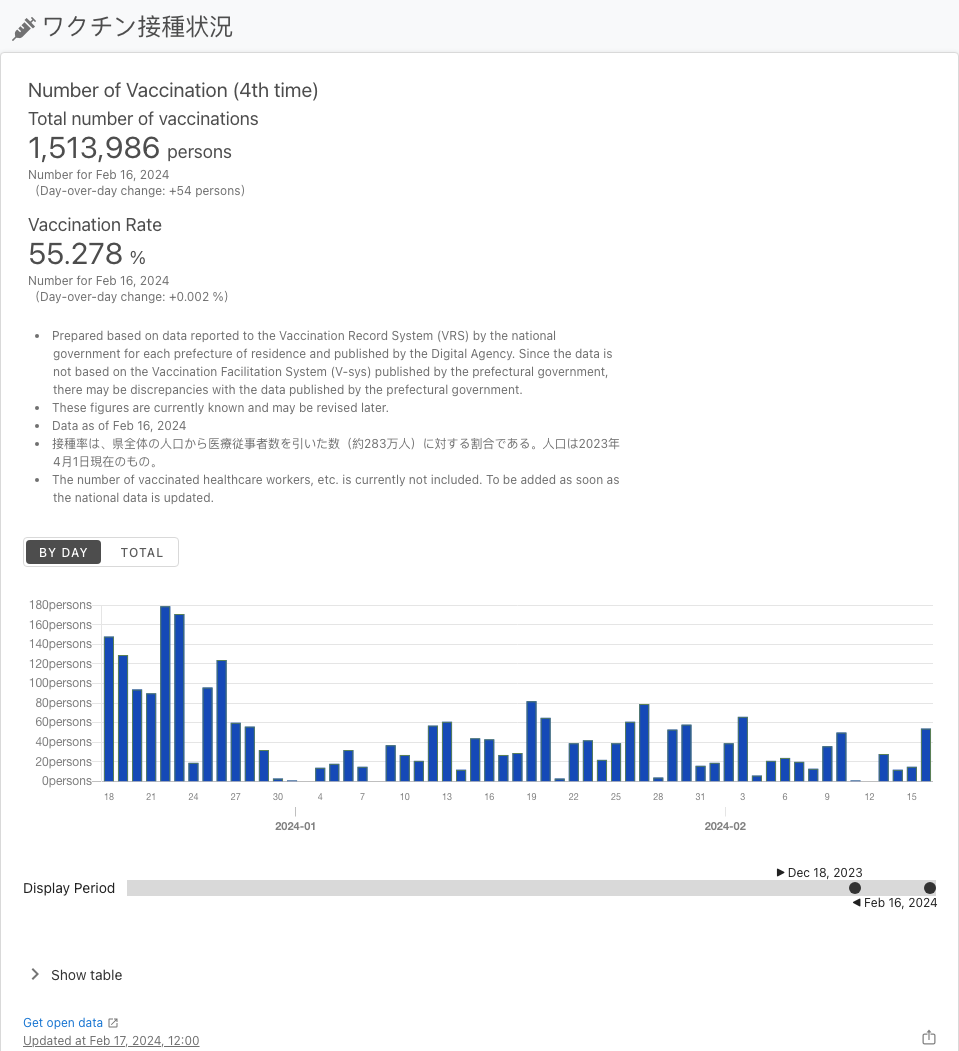 ワクチン接種状況
Number of Vaccination (4th time)
Total number of vaccinations
1,513,986 persons
Number for Feb 16, 2024
(Day-over-day change: +54 persons)
Vaccination Rate
55.278 %
Number for Feb 16, 2024
(Day-over-day change: +0.002 %)
• Prepared based on data reported to the Vaccination Record System (VRS) by the national
government for each prefecture of residence and published by the Digital Agency. Since the data is
not based on the Vaccination Facilitation System (V-sys) published by the prefectural government,
there may be discrepancies with the data published by the prefectural government.
• These figures are currently known and may be revised later.
• Data as of Feb 16, 2024
• 接種率は、県全体の人口から医療従事者数を引いた数（約283万人）に対する割合である。人口は2023年
4月1日現在のもの。
• The number of vaccinated healthcare workers, etc. is currently not included. To be added as soon as
the national data is updated.
BY DAY TOTAL
180persons
160persons
140persons
120persons
100persons
80persons
60persons
40persons
20persons
0persons
18 21 24 27 30 4 7 10 13 16 19 22 25 28 31 3 6 9 12 15
2024-01 2024-02
Dec 18, 2023
Display Period
Feb 16, 2024
Show table
Get open data
Updated at Feb 17, 2024, 12:00